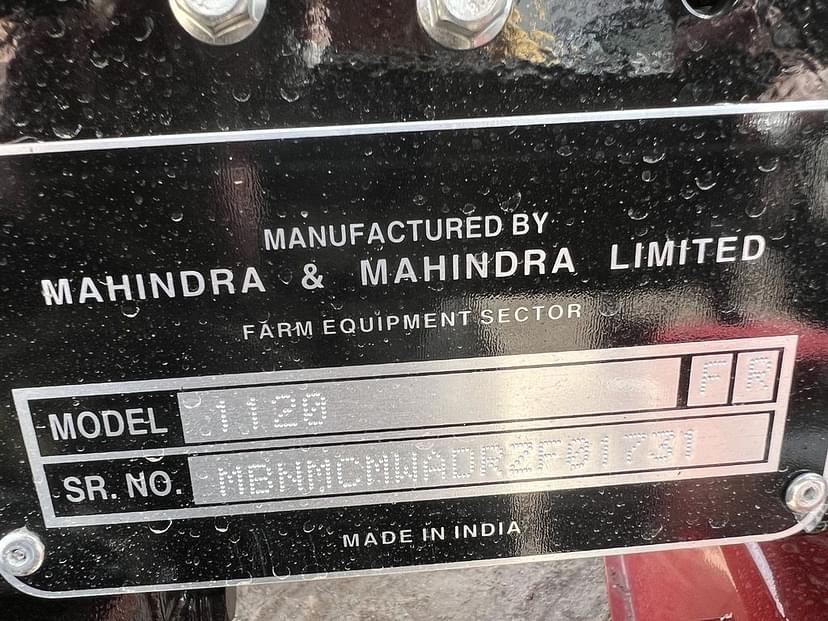 MANUFACTURED BY
MAHINDRA & MAHINDRA LIMITED
FARM EQUIPMENT SECTOR
MODEL 1120 F R
SR. NO. MBNMCMWADRZF01731
MADE IN INDIA